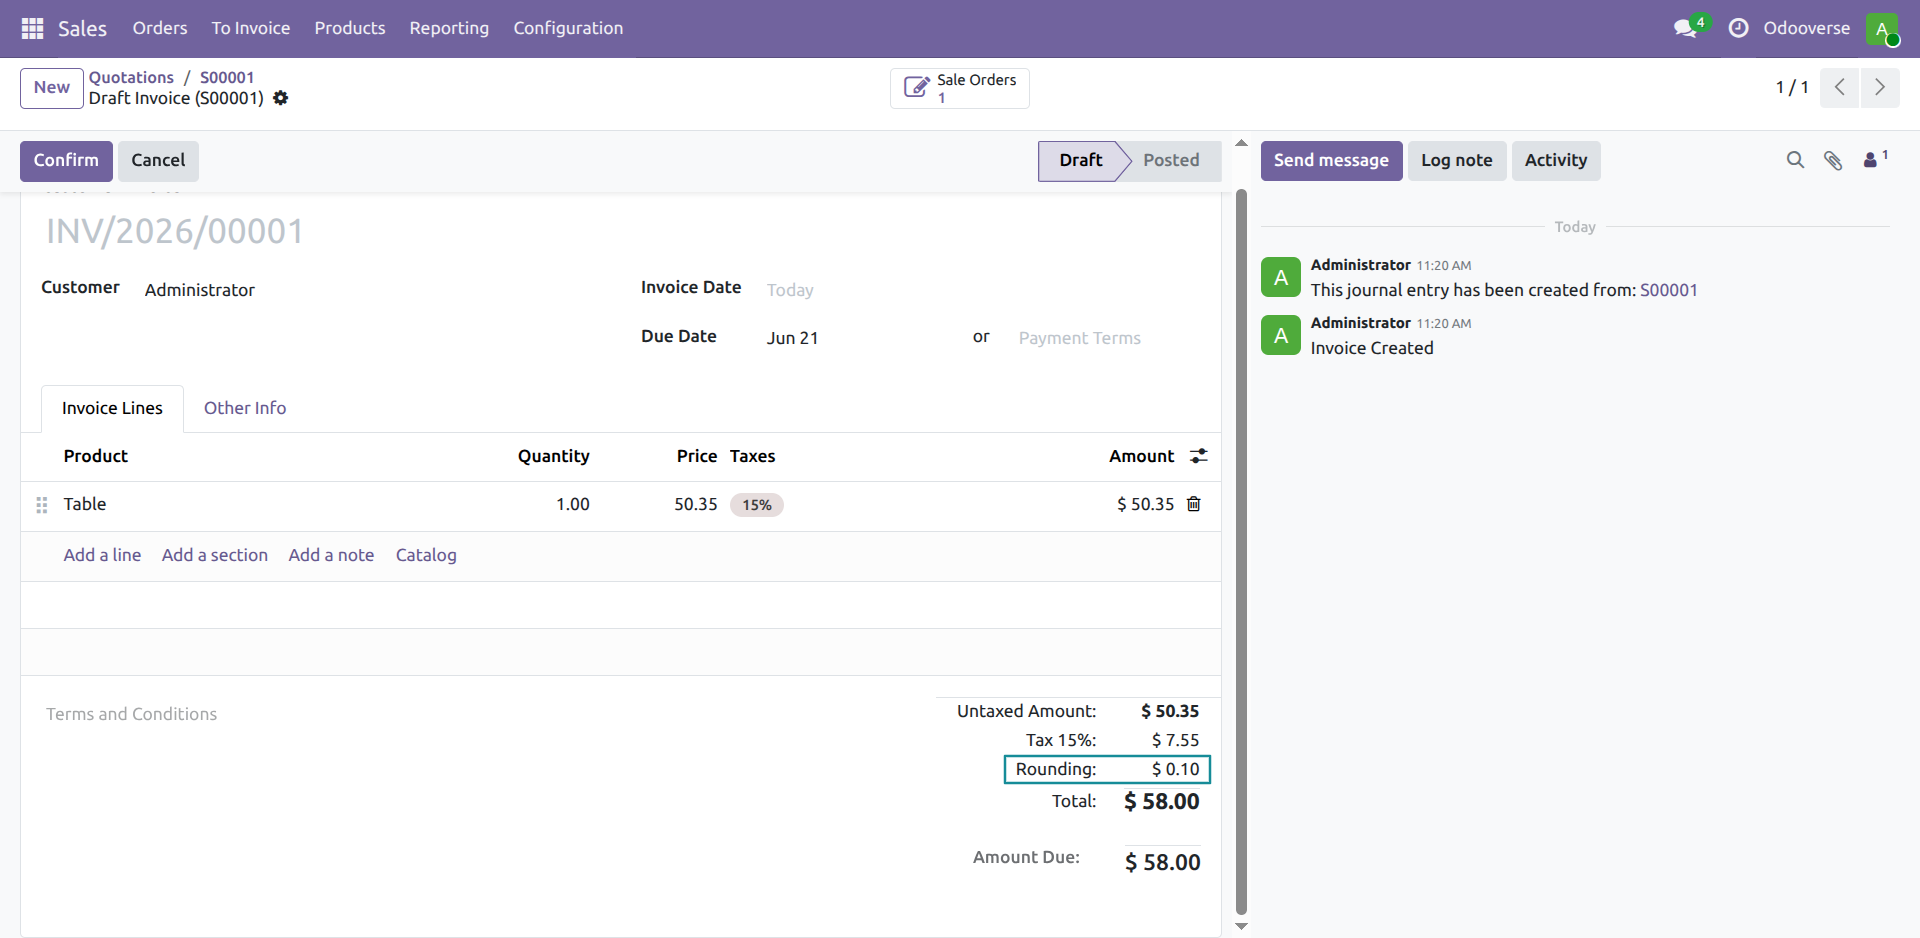 Sales Orders To Invoice Products Reporting Configuration 4 Odooverse A
New Quotations / S00001
Draft Invoice (S00001)
Sale Orders
1
1 / 1
Confirm Cancel Draft Posted
Send message Log note Activity 1
INV/2026/00001
Customer Administrator
Invoice Date Today
Due Date Jun 21 or Payment Terms
Invoice Lines Other Info
Product Quantity Price Taxes Amount
Table 1.00 50.35 15% $ 50.35
Add a line Add a section Add a note Catalog
Terms and Conditions
Untaxed Amount: $ 50.35
Tax 15%: $ 7.55
Rounding: $ 0.10
Total: $ 58.00
Amount Due: $ 58.00
Today
A Administrator 11:20 AM
This journal entry has been created from: S00001
A Administrator 11:20 AM
Invoice Created